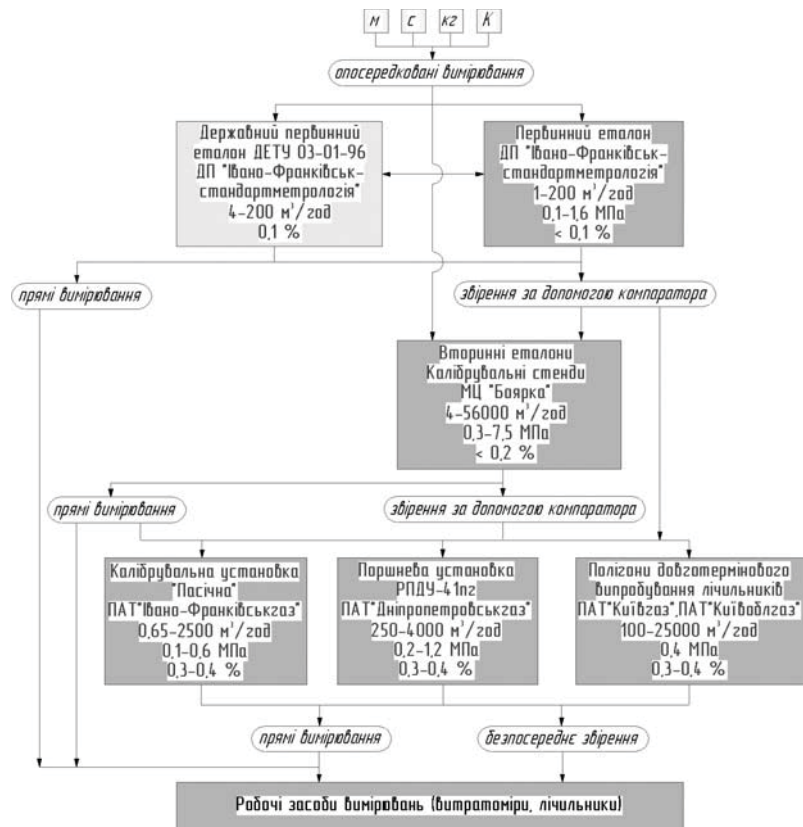 м с кг К
опосередковані вимірювання
Державний первинний
еталон ДЕТУ 03-01-96
ДП "Івано-Франківськ-
стандартметрологія"
4-200 м³/год
0,1 %
Первинний еталон
ДП "Івано-Франківськ-
стандартметрологія"
1-200 м³/год
0,1-1,6 МПа
< 0,1 %
прямі вимірювання
звірення за допомогою компаратора
Вторинні еталони
Калібрувальні стенди
МЦ "Боярка"
4-56000 м³/год
0,3-7,5 МПа
< 0,2 %
прямі вимірювання
звірення за допомогою компаратора
Калібрувальна установка
"Пасічна"
ПАТ"Івано-Франківськгаз"
0,65-2500 м³/год
0,1-0,6 МПа
0,3-0,4 %
Поршнева установка
РПДУ-41пг
ПАТ"Дніпропетровськгаз"
250-4000 м³/год
0,2-1,2 МПа
0,3-0,4 %
Полігони довготермінового
випробування лічильників
ПАТ"Київгаз",ПАТ"Київоблгаз"
100-25000 м³/год
0,4 МПа
0,3-0,4 %
прямі вимірювання
безпосереднє звірення
Робочі засоби вимірювань (витратоміри, лічильники)